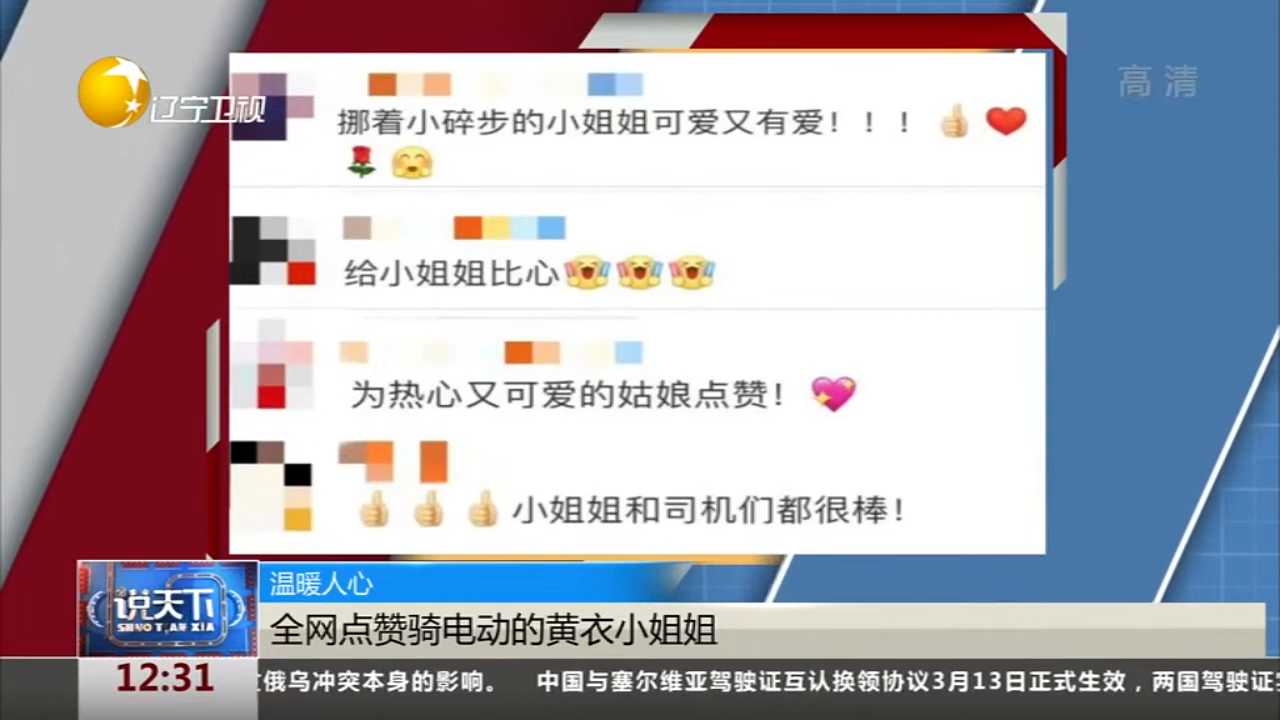 辽宁卫视
高清
挪着小碎步的小姐姐可爱又有爱！！！
给小姐姐比心
为热心又可爱的姑娘点赞！
小姐姐和司机们都很棒！
说天下
SHUO TIAN XIA
温暖人心
全网点赞骑电动的黄衣小姐姐
12:31
俄乌冲突本身的影响。 中国与塞尔维亚驾驶证互认换领协议3月13日正式生效，两国驾驶证